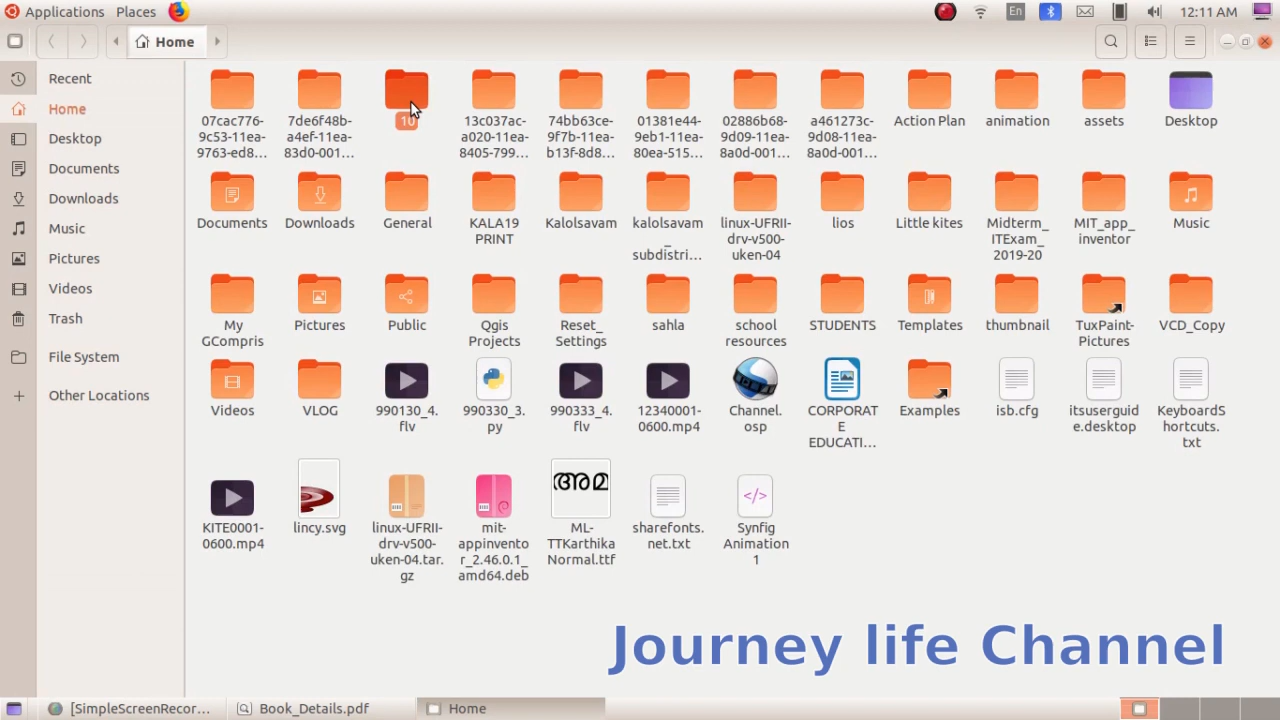 Applications Places En 12:11 AM
Home
Recent
Home
Desktop
Documents
Downloads
Music
Pictures
Videos
Trash
File System
Other Locations
07cac776-
9c53-11ea-
9763-ed8...
7de6f48b-
a4ef-11ea-
83d0-001...
10
13c037ac-
a020-11ea-
8405-799...
74bb63ce-
9f7b-11ea-
b13f-8d8...
01381e44-
9eb1-11ea-
80ea-515...
02886b68-
9d09-11ea-
8a0d-001...
a461273c-
9d08-11ea-
8a0d-001...
Action Plan
animation
assets
Desktop
Documents
Downloads
General
KALA19
PRINT
Kalolsavam
kalolsavam
_
subdistri...
linux-UFRII-
drv-v500-
uken-04
lios
Little kites
Midterm_
ITExam_
2019-20
MIT_app_
inventor
Music
My
GCompris
Pictures
Public
Qgis
Projects
Reset_
Settings
sahla
school
resources
STUDENTS
Templates
thumbnail
TuxPaint-
Pictures
VCD_Copy
Videos
VLOG
990130_4.
flv
990330_3.
py
990333_4.
flv
12340001-
0600.mp4
Channel.
osp
CORPORAT
E
EDUCATI...
Examples
isb.cfg
itsuserguid
e.desktop
KeyboardS
hortcuts.
txt
KITE0001-
0600.mp4
lincy.svg
linux-UFRII-
drv-v500-
uken-04.tar.
gz
mit-
appinvento
r_2.46.0.1_
amd64.deb
അമ
ML-
TTKarthika
Normal.ttf
sharefonts.
net.txt
</>
Synfig
Animation
1
Journey life Channel
[SimpleScreenRecor...
Book_Details.pdf
Home